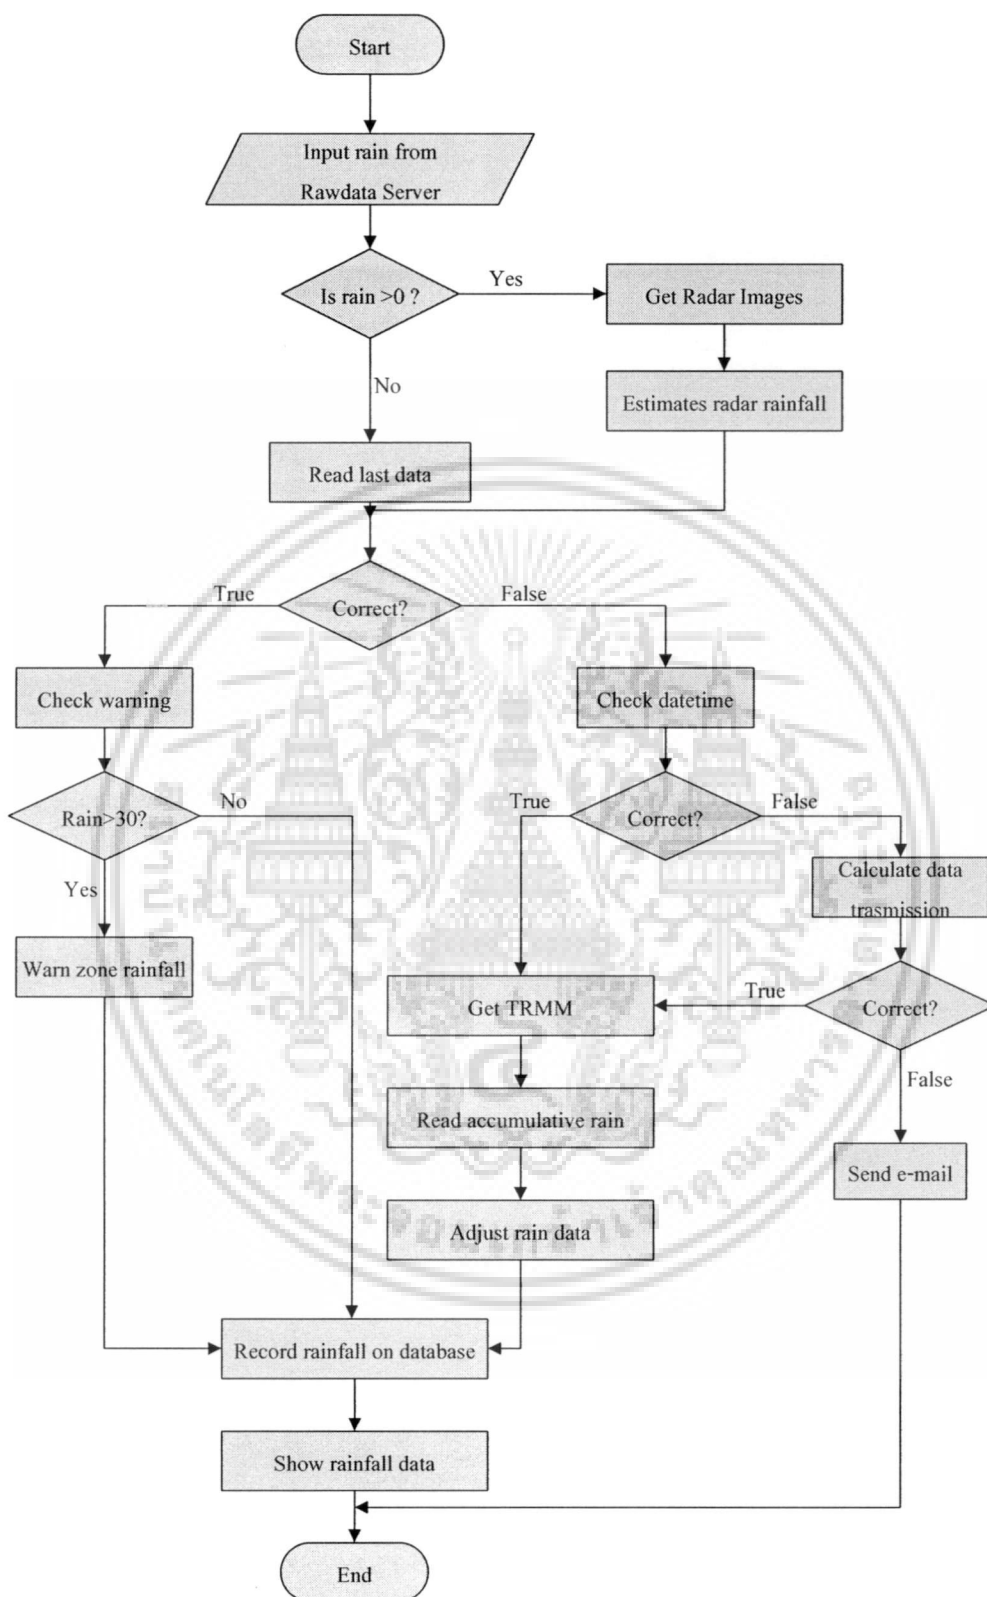 Start
Input rain from
Rawdata Server
Is rain >0 ?
Yes
Get Radar Images
No
Estimates radar rainfall
Read last data
True
Correct?
False
Check warning
Check datetime
Rain>30?
No
True
Correct?
False
Yes
Calculate data
trasmission
Warn zone rainfall
Get TRMM
True
Correct?
False
Read accumulative rain
Send e-mail
Adjust rain data
Record rainfall on database
Show rainfall data
End